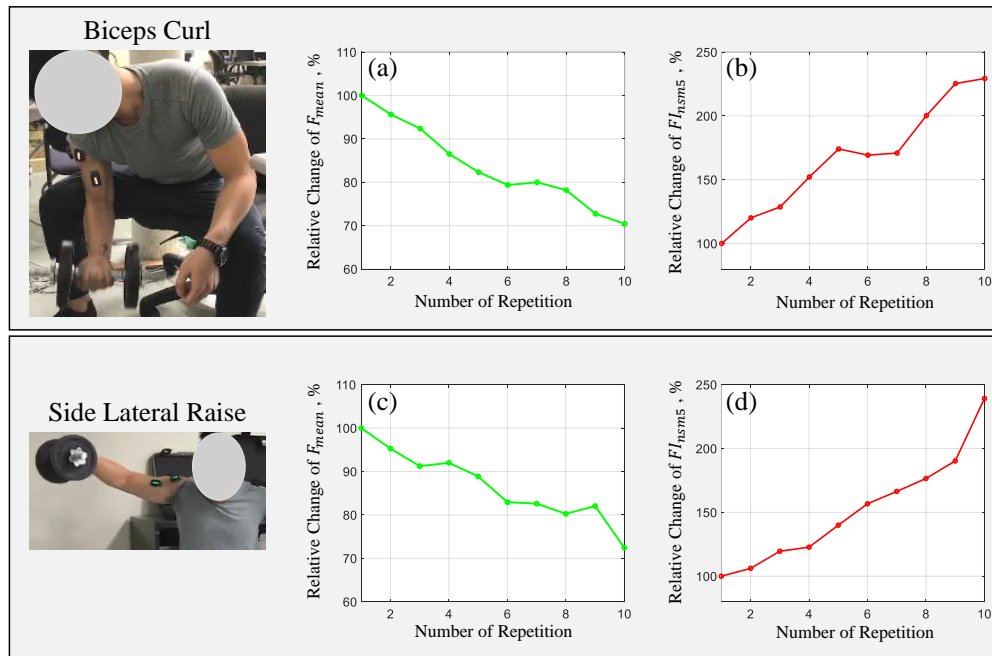 Biceps Curl
(a)
Relative Change of F_mean , %
110
100
90
80
70
60
2 4 6 8 10
Number of Repetition
(b)
Relative Change of FI_nsm5 , %
250
200
150
100
2 4 6 8 10
Number of Repetition
Side Lateral Raise
(c)
Relative Change of F_mean , %
110
100
90
80
70
60
2 4 6 8 10
Number of Repetition
(d)
Relative Change of FI_nsm5 , %
250
200
150
100
2 4 6 8 10
Number of Repetition